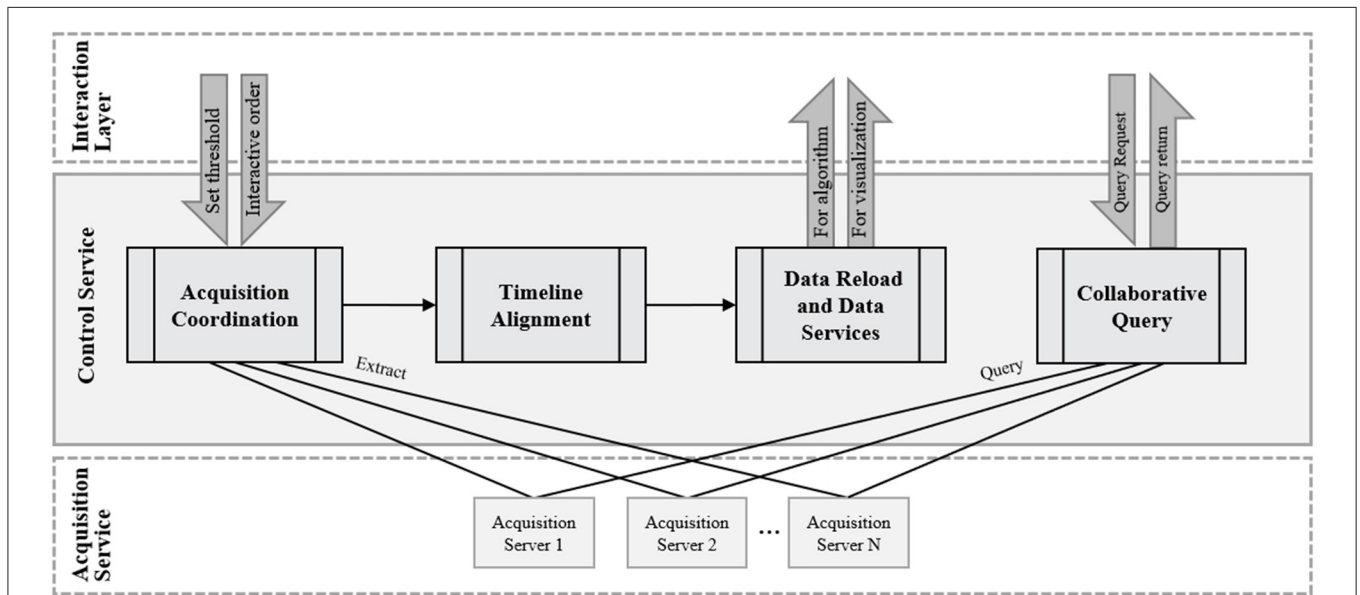 Interaction
Layer
Set threshold
Interactive order
For algorithm
For visualization
Query Request
Query return
Control Service
Acquisition
Coordination
Timeline
Alignment
Data Reload
and Data
Services
Collaborative
Query
Extract
Query
Acquisition
Service
Acquisition
Server 1
Acquisition
Server 2
...
Acquisition
Server N